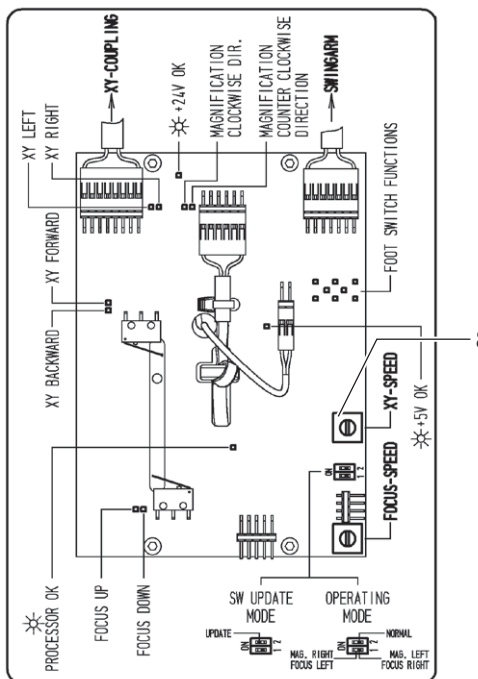 XY-COUPLING
XY LEFT
XY RIGHT
+24V OK
MAGNIFICATION
CLOCKWISE DIR.
MAGNIFICATION
COUNTER CLOCKWISE
DIRECTION
SWINGARM
XY FORWARD
XY BACKWARD
FOOT SWITCH FUNCTIONS
+5V OK
XY-SPEED
ON
1 2
FOCUS-SPEED
PROCESSOR OK
FOCUS UP
FOCUS DOWN
SW UPDATE
MODE
OPERATING
MODE
UPDATE
ON
1 2
NORMAL
ON
1 2
MAG. RIGHT
FOCUS LEFT
MAG. LEFT
FOCUS RIGHT